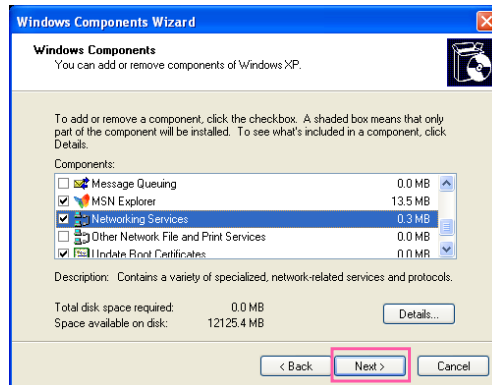 Windows Components Wizard
Windows Components
You can add or remove components of Windows XP.
To add or remove a component, click the checkbox. A shaded box means that only
part of the component will be installed. To see what's included in a component, click
Details.
Components:
Message Queuing 0.0 MB
MSN Explorer 13.5 MB
Networking Services 0.3 MB
Other Network File and Print Services 0.0 MB
Update Root Certificates 0.0 MB
Description: Contains a variety of specialized, network-related services and protocols.
Total disk space required: 0.0 MB
Space available on disk: 12125.4 MB
Details...
< Back Next > Cancel